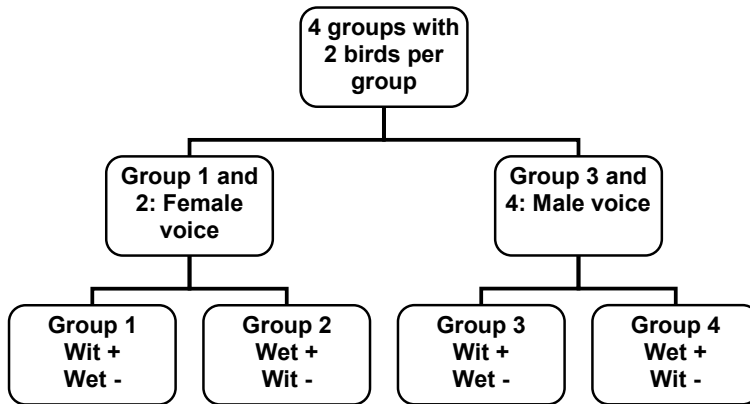 4 groups with
2 birds per
group
Group 1 and
2: Female
voice
Group 3 and
4: Male voice
Group 1
Wit +
Wet -
Group 2
Wet +
Wit -
Group 3
Wit +
Wet -
Group 4
Wet +
Wit -